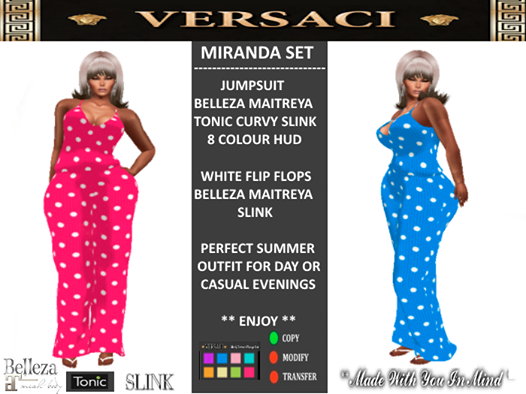 VERSACI
MIRANDA SET
JUMPSUIT
BELLEZA MAITREYA
TONIC CURVY SLINK
8 COLOUR HUD
WHITE FLIP FLOPS
BELLEZA MAITREYA
SLINK
PERFECT SUMMER
OUTFIT FOR DAY OR
CASUAL EVENINGS
** ENJOY **
COPY
MODIFY
TRANSFER
Belleza
mesh body
Tonic
SLINK
"Made With You In Mind"